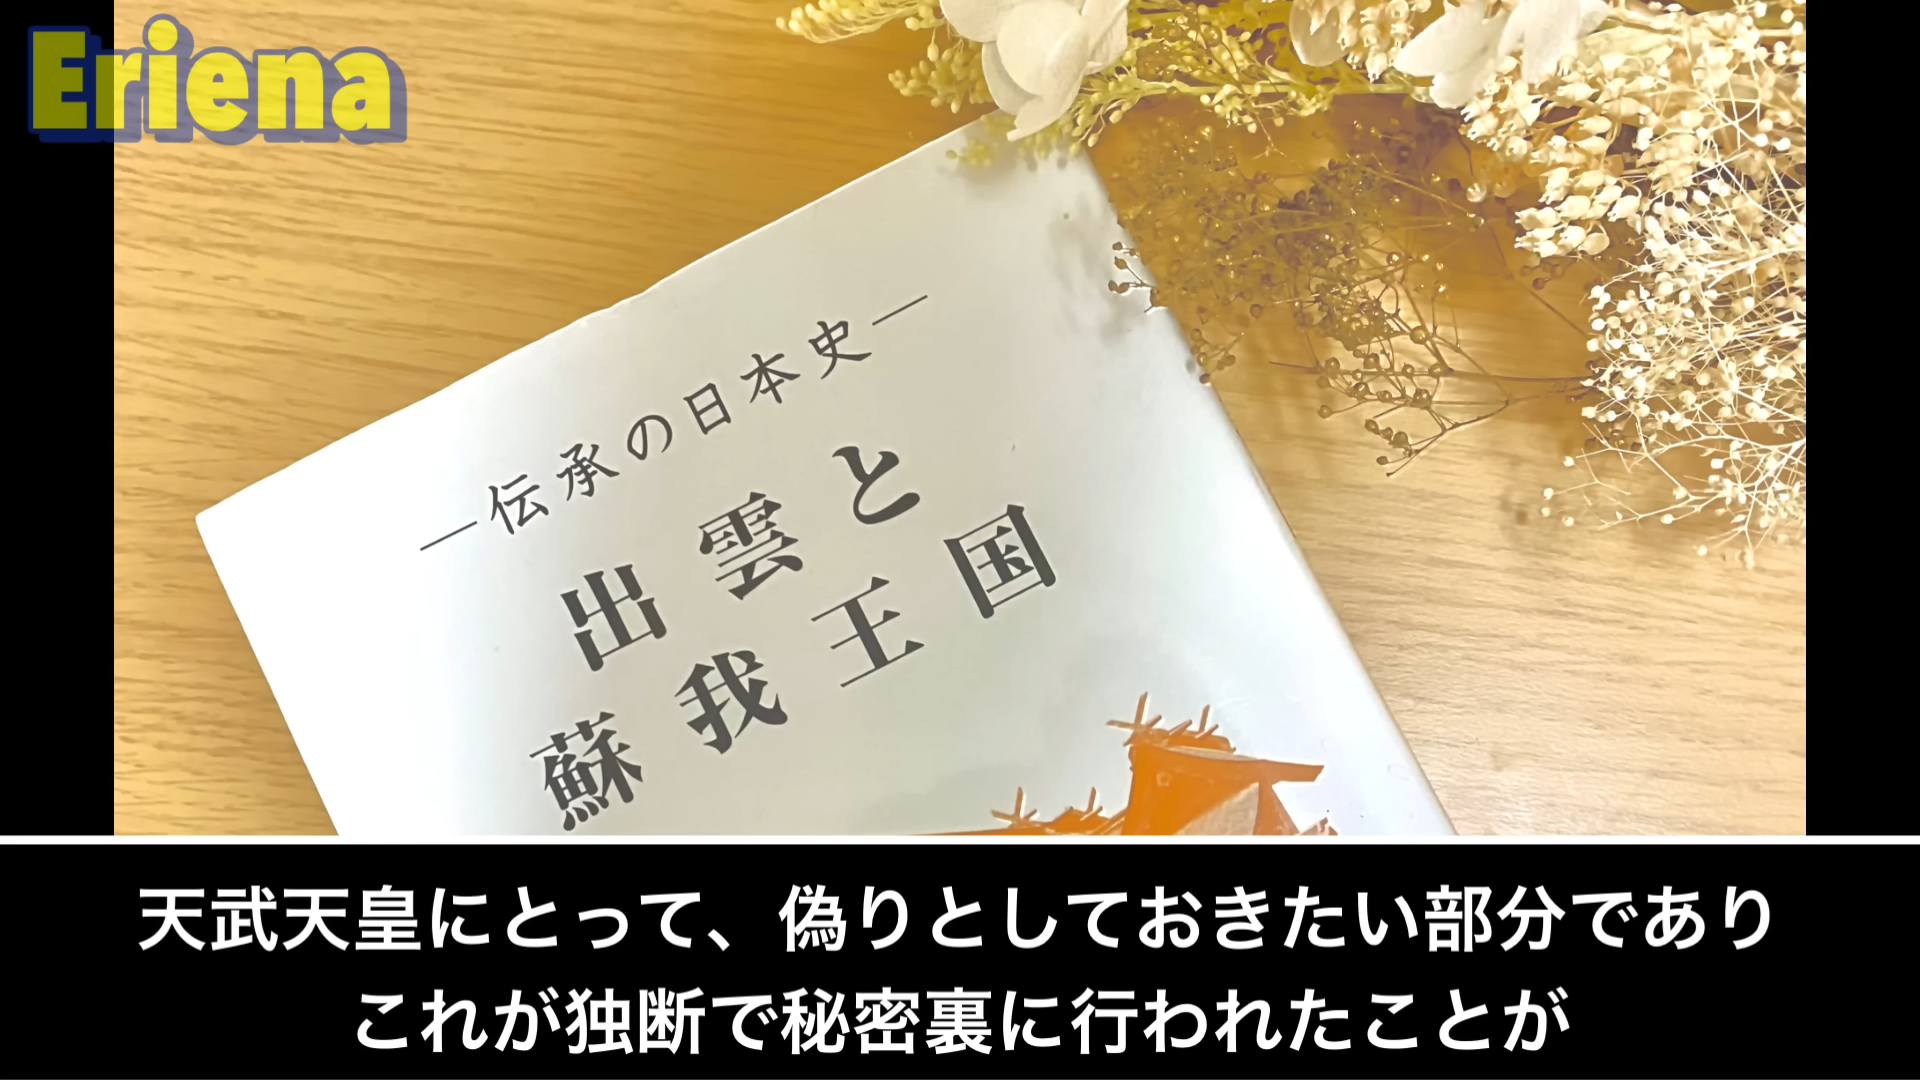 Eriena
―伝承の日本史―
出雲と
蘇我王国
天武天皇にとって、偽りとしておきたい部分であり
これが独断で秘密裏に行われたことが